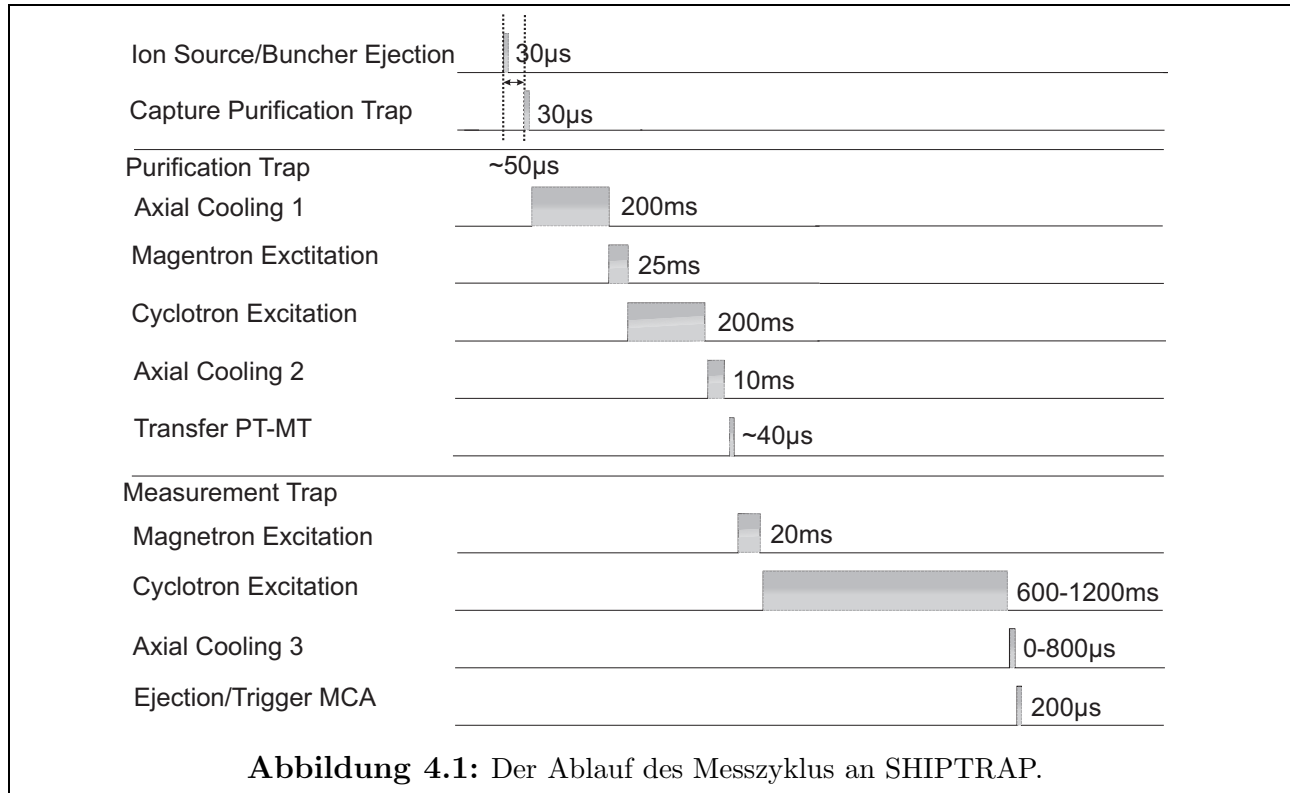 Ion Source/Buncher Ejection 30µs
Capture Purification Trap 30µs
Purification Trap ~50µs
Axial Cooling 1 200ms
Magentron Exctitation 25ms
Cyclotron Excitation 200ms
Axial Cooling 2 10ms
Transfer PT-MT ~40µs
Measurement Trap
Magnetron Excitation 20ms
Cyclotron Excitation 600-1200ms
Axial Cooling 3 0-800µs
Ejection/Trigger MCA 200µs
Abbildung 4.1: Der Ablauf des Messzyklus an SHIPTRAP.